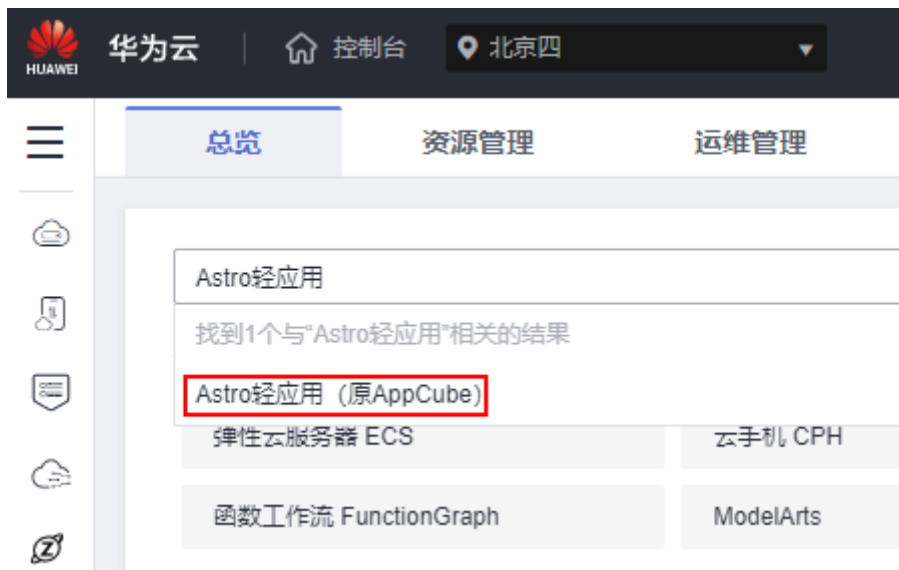 HUAWEI
华为云
控制台
北京四
总览
资源管理
运维管理
Astro轻应用
找到1个与“Astro轻应用”相关的结果
Astro轻应用（原AppCube）
弹性云服务器 ECS
云手机 CPH
函数工作流 FunctionGraph
ModelArts